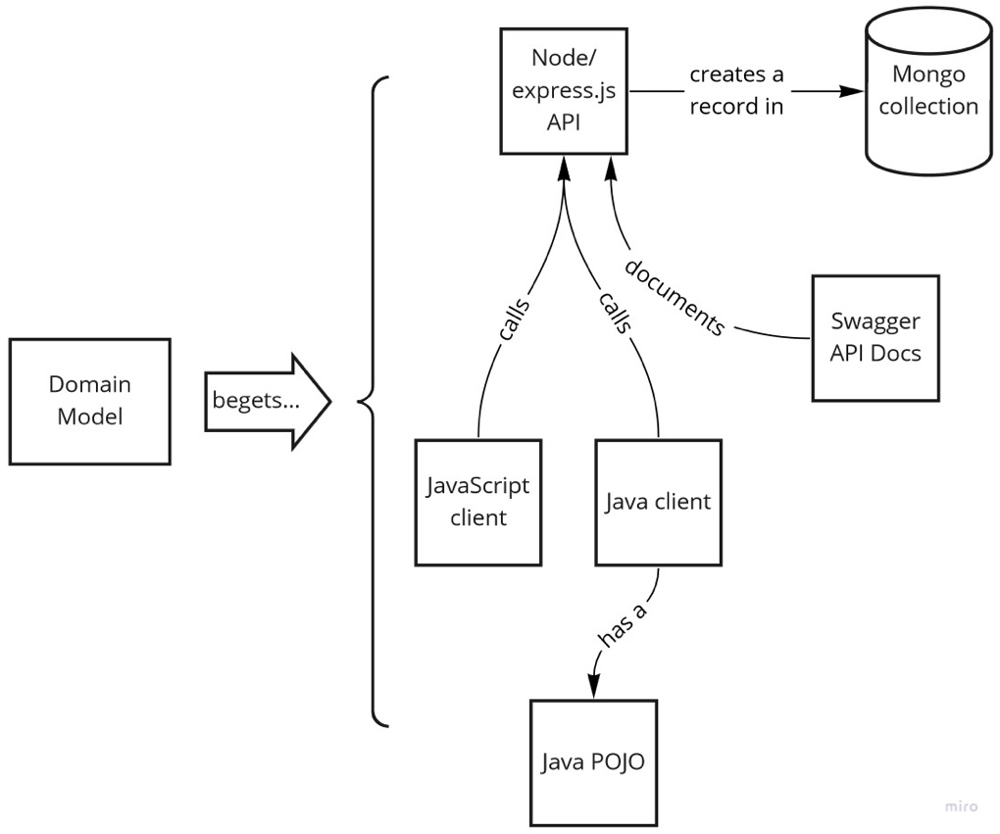 Node/
express.js
API
creates a
record in
Mongo
collection
documents
calls
calls
Swagger
API Docs
Domain
Model
begets...
JavaScript
client
Java client
has a
Java POJO
miro